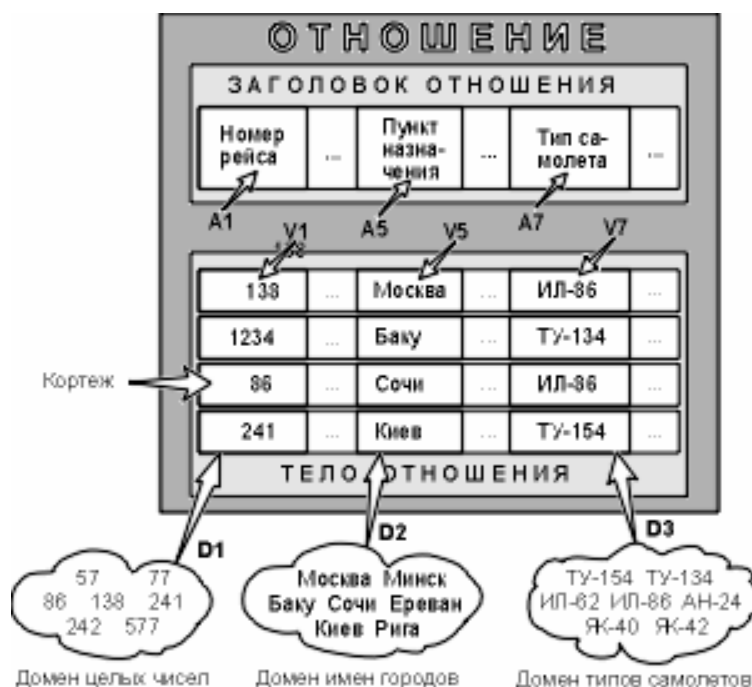 ОТНОШЕНИЕ
ЗАГОЛОВОК ОТНОШЕНИЯ
Номер рейса ... Пункт назна-чения ... Тип са-молета ...
A1 A5 A7
V1 V5 V7
138
138 ... Москва ... ИЛ-86 ...
1234 ... Баку ... ТУ-134 ...
Кортеж 86 ... Сочи ... ИЛ-86 ...
241 ... Киев ... ТУ-154 ...
ТЕЛО ОТНОШЕНИЯ
D1 D2 D3
57 77
86 138 241
242 577
Москва Минск
Баку Сочи Ереван
Киев Рига
ТУ-154 ТУ-134
ИЛ-62 ИЛ-86 АН-24
ЯК-40 ЯК-42
Домен целых чисел Домен имен городов Домен типов самолетов